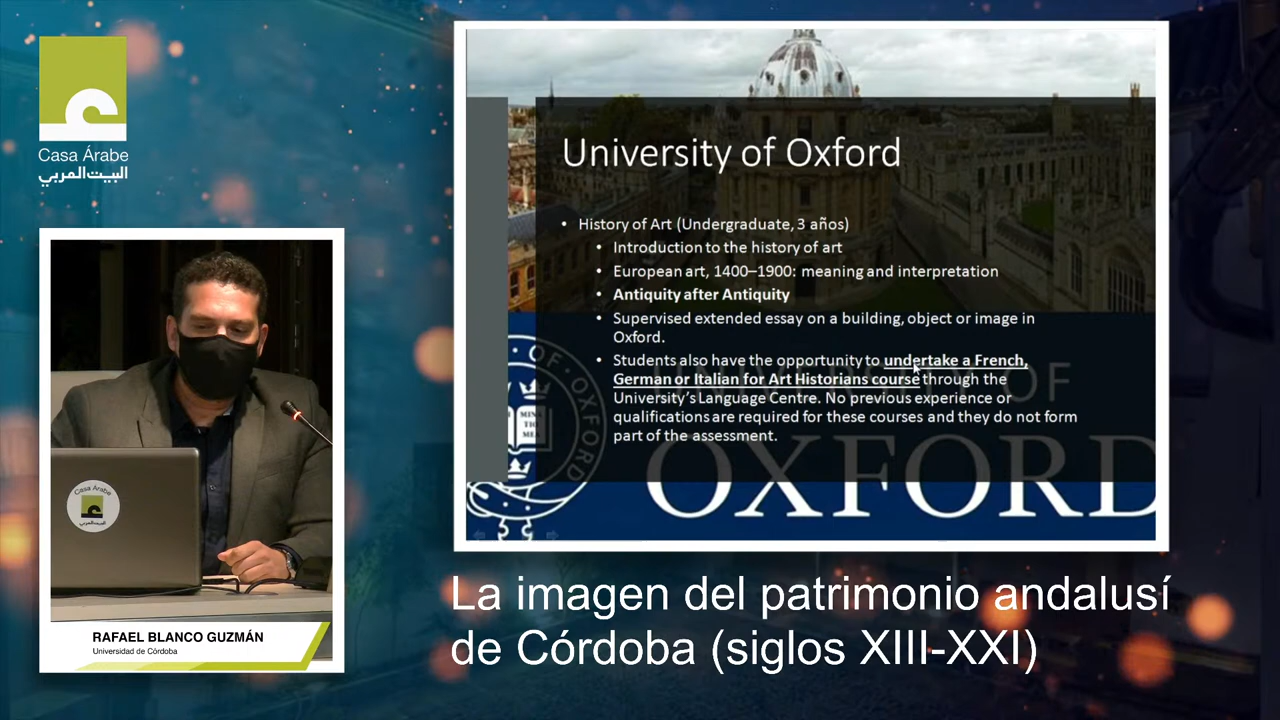 Casa Árabe
البيت العربي
University of Oxford
• History of Art (Undergraduate, 3 años)
• Introduction to the history of art
• European art, 1400–1900: meaning and interpretation
• Antiquity after Antiquity
• Supervised extended essay on a building, object or image in
Oxford.
• Students also have the opportunity to undertake a French,
German or Italian for Art Historians course through the
University's Language Centre. No previous experience or
qualifications are required for these courses and they do not form
part of the assessment.
OXFORD
Casa Árabe
البيت العربي
RAFAEL BLANCO GUZMÁN
Universidad de Córdoba
La imagen del patrimonio andalusí
de Córdoba (siglos XIII-XXI)